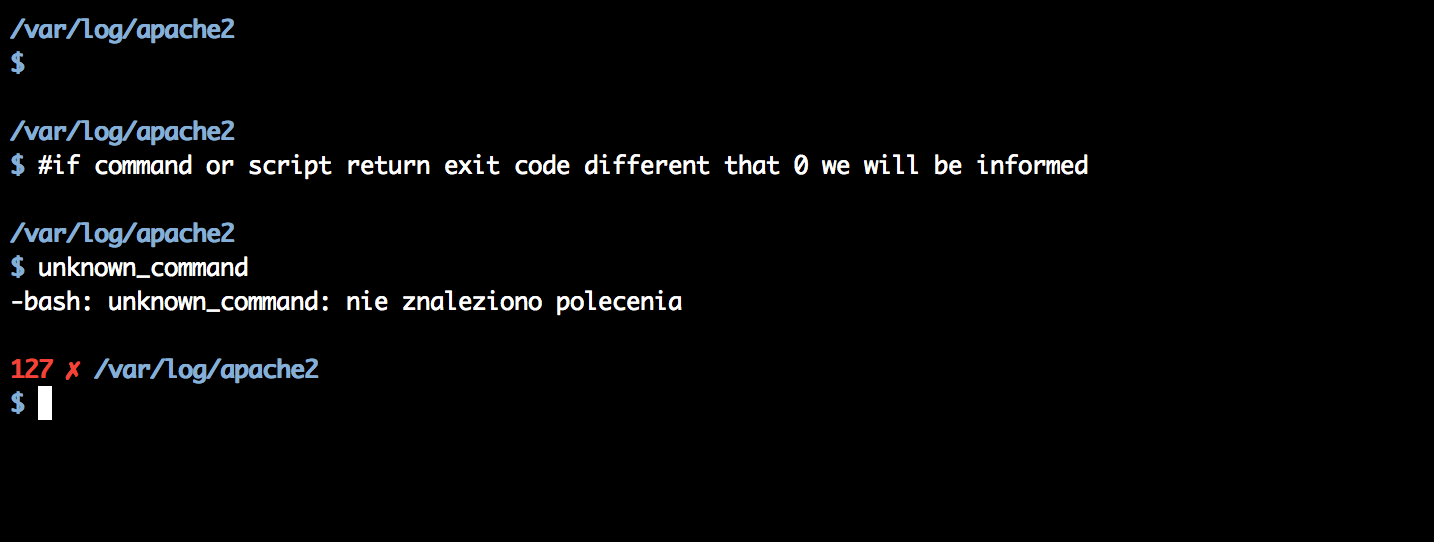 /var/log/apache2
$
/var/log/apache2
$ #if command or script return exit code different that 0 we will be informed
/var/log/apache2
$ unknown_command
-bash: unknown_command: nie znaleziono polecenia
127 ✗ /var/log/apache2
$